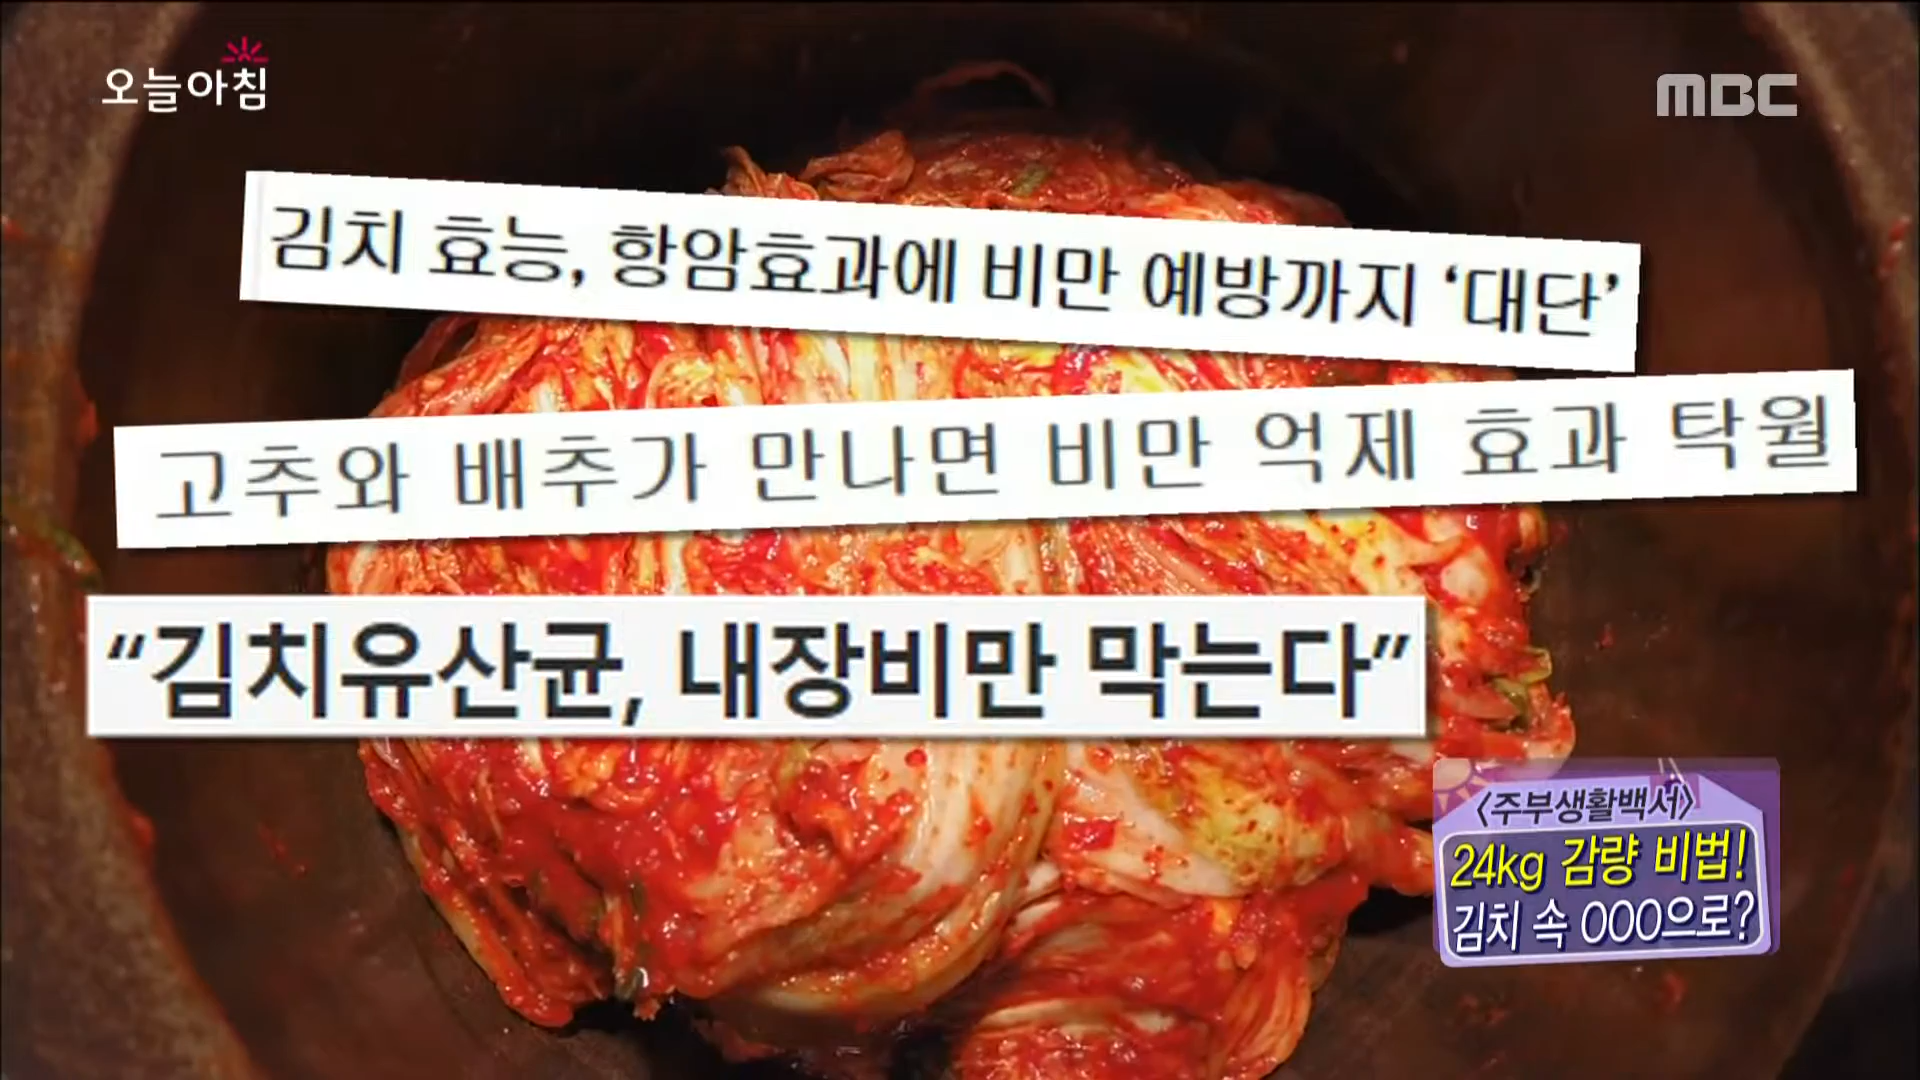 오늘아침
MBC
김치 효능, 항암효과에 비만 예방까지 ‘대단’
고추와 배추가 만나면 비만 억제 효과 탁월
“김치유산균, 내장비만 막는다”
〈주부생활백서〉
24kg 감량 비법!
김치 속 OOO으로?